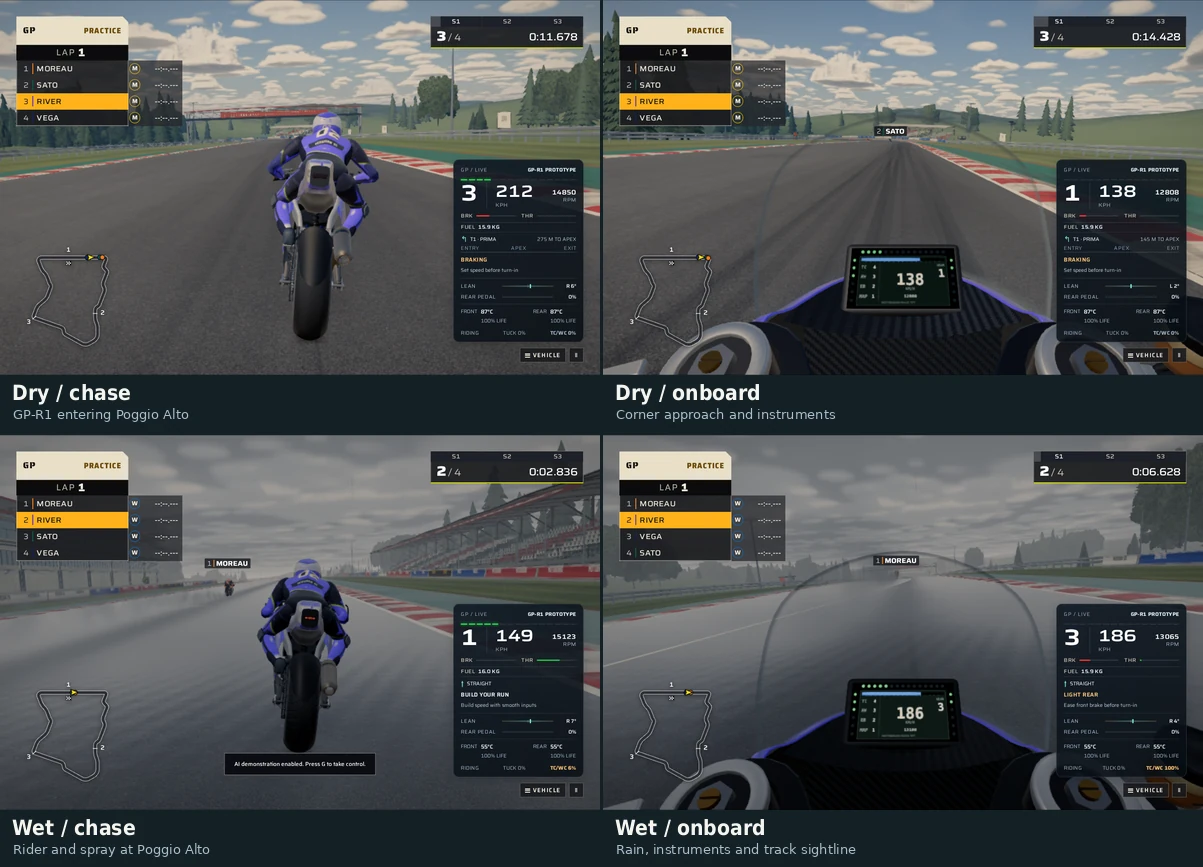 GP PRACTICE
LAP 1
1 MOREAU M --:--.---
2 SATO M --:--.---
3 RIVER M --:--.---
4 VEGA M --:--.---
S1 S2 S3
3 / 4 0:11.678
GP / LIVE GP-R1 PROTOTYPE
3 212 14850
KPH RPM
BRK THR
FUEL 15.9 KG
T1 · PRIMA 275 M TO APEX
ENTRY APEX EXIT
BRAKING
Set speed before turn-in
LEAN R 6°
REAR PEDAL 0%
FRONT 87°C REAR 87°C
100% LIFE 100% LIFE
RIDING TUCK 0% TC/WC 0%
1
2
3
VEHICLE
Dry / chase
GP-R1 entering Poggio Alto
GP PRACTICE
LAP 1
1 MOREAU M --:--.---
2 SATO M --:--.---
3 RIVER M --:--.---
4 VEGA M --:--.---
S1 S2 S3
3 / 4 0:14.428
2 SATO
GP / LIVE GP-R1 PROTOTYPE
1 138 12808
KPH RPM
BRK THR
FUEL 15.9 KG
T1 · PRIMA 145 M TO APEX
ENTRY APEX EXIT
BRAKING
Set speed before turn-in
LEAN L 2°
REAR PEDAL 0%
FRONT 87°C REAR 87°C
100% LIFE 100% LIFE
RIDING TUCK 0% TC/WC 0%
138
1
1
2
3
VEHICLE
Dry / onboard
Corner approach and instruments
GP PRACTICE
LAP 1
1 MOREAU W --:--.---
2 RIVER W --:--.---
3 SATO W --:--.---
4 VEGA W --:--.---
S1 S2 S3
2 / 4 0:02.836
1 MOREAU
GP / LIVE GP-R1 PROTOTYPE
1 149 15123
KPH RPM
BRK THR
FUEL 16.0 KG
STRAIGHT
BUILD YOUR RUN
Build speed with smooth inputs
LEAN R 7°
REAR PEDAL 0%
FRONT 55°C REAR 55°C
100% LIFE 100% LIFE
RIDING TUCK 0% TC/WC 6%
1
2
3
AI demonstration enabled. Press G to take control.
VEHICLE
Wet / chase
Rider and spray at Poggio Alto
GP PRACTICE
LAP 1
1 MOREAU W --:--.---
2 RIVER W --:--.---
3 VEGA W --:--.---
4 SATO W --:--.---
S1 S2 S3
2 / 4 0:06.628
1 MOREAU
GP / LIVE GP-R1 PROTOTYPE
3 186 13065
KPH RPM
BRK THR
FUEL 15.9 KG
STRAIGHT
LIGHT REAR
Ease front brake before turn-in
LEAN R 4°
REAR PEDAL 0%
FRONT 55°C REAR 55°C
100% LIFE 100% LIFE
RIDING TUCK 0% TC/WC 100%
186
3
1
2
3
VEHICLE
Wet / onboard
Rain, instruments and track sightline